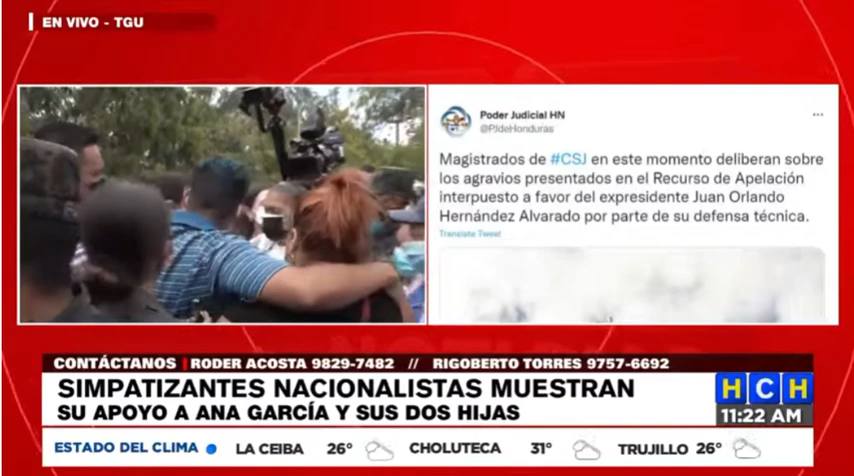 EN VIVO - TGU
Poder Judicial HN
@PJdeHonduras
Magistrados de #CSJ en este momento deliberan sobre
los agravios presentados en el Recurso de Apelación
interpuesto a favor del expresidente Juan Orlando
Hernández Alvarado por parte de su defensa técnica.
Translate Tweet
CONTÁCTANOS | RODER ACOSTA 9829-7482 // RIGOBERTO TORRES 9757-6692
SIMPATIZANTES NACIONALISTAS MUESTRAN
SU APOYO A ANA GARCÍA Y SUS DOS HIJAS
HCH
11:22 AM
ESTADO DEL CLIMA LA CEIBA 26° CHOLUTECA 31° TRUJILLO 26°